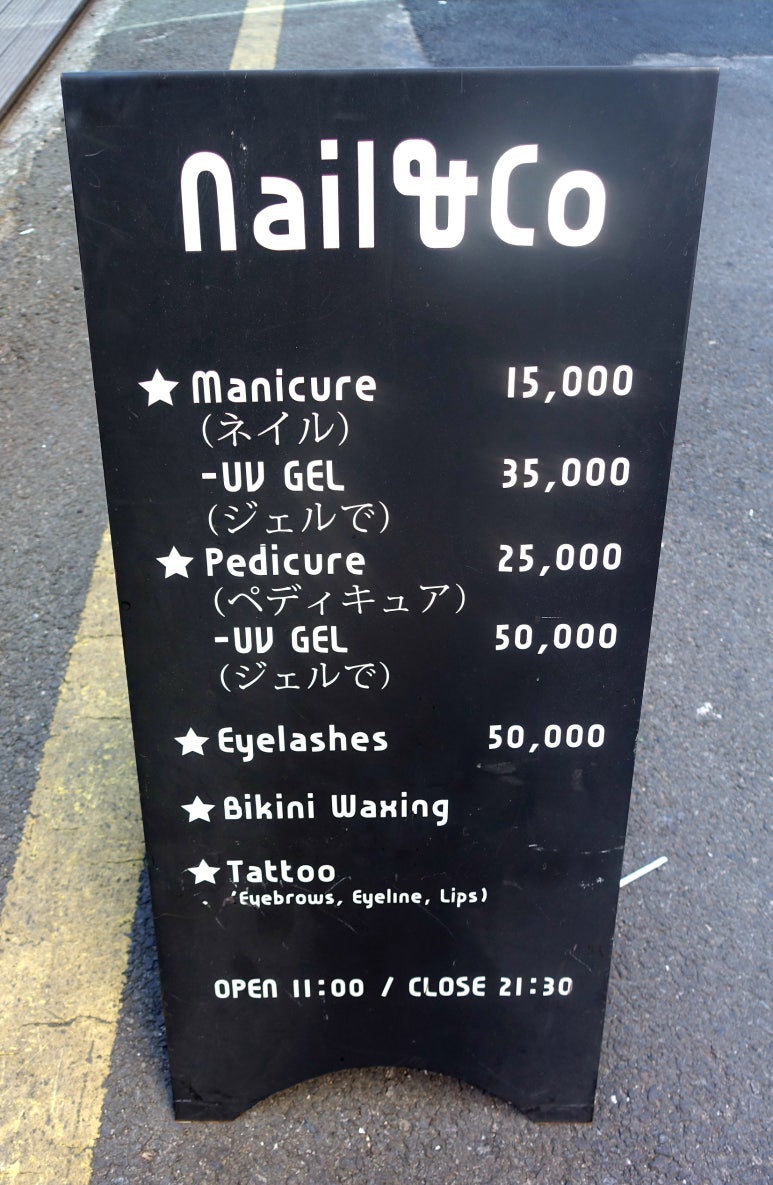 Nail&Co
★ Manicure 15,000
(ネイル)
-UV GEL 35,000
(ジェルで)
★ Pedicure 25,000
(ペディキュア)
-UV GEL 50,000
(ジェルで)
★ Eyelashes 50,000
★ Bikini Waxing
★ Tattoo
(Eyebrows, Eyeline, Lips)
OPEN 11:00 / CLOSE 21:30